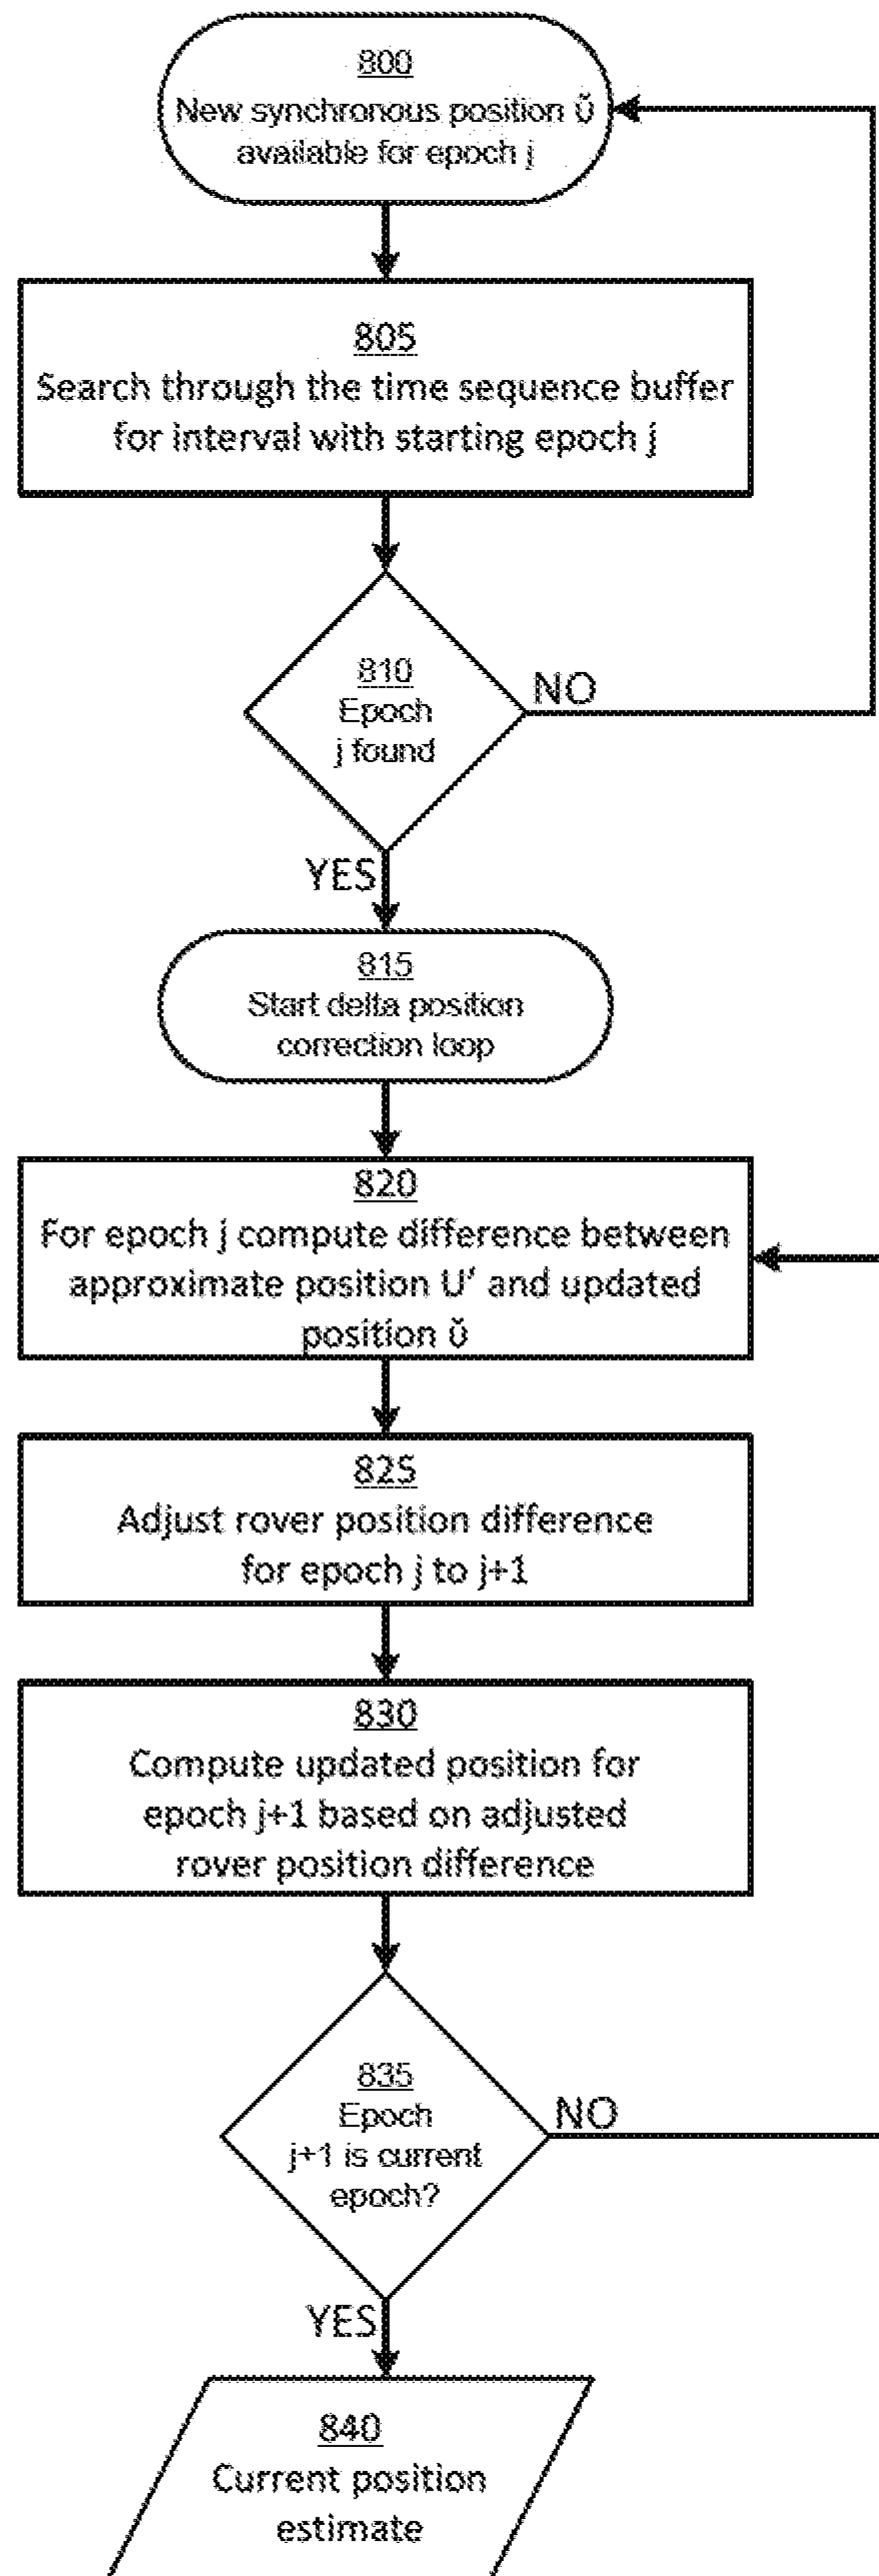 800
New synchronous position ŭ
available for epoch j
805
Search through the time sequence buffer
for interval with starting epoch j
810
Epoch
j found
NO
YES
815
Start delta position
correction loop
820
For epoch j compute difference between
approximate position U' and updated
position ŭ
825
Adjust rover position difference
for epoch j to j+1
830
Compute updated position for
epoch j+1 based on adjusted
rover position difference
835
Epoch
j+1 is current
epoch?
NO
YES
840
Current position
estimate